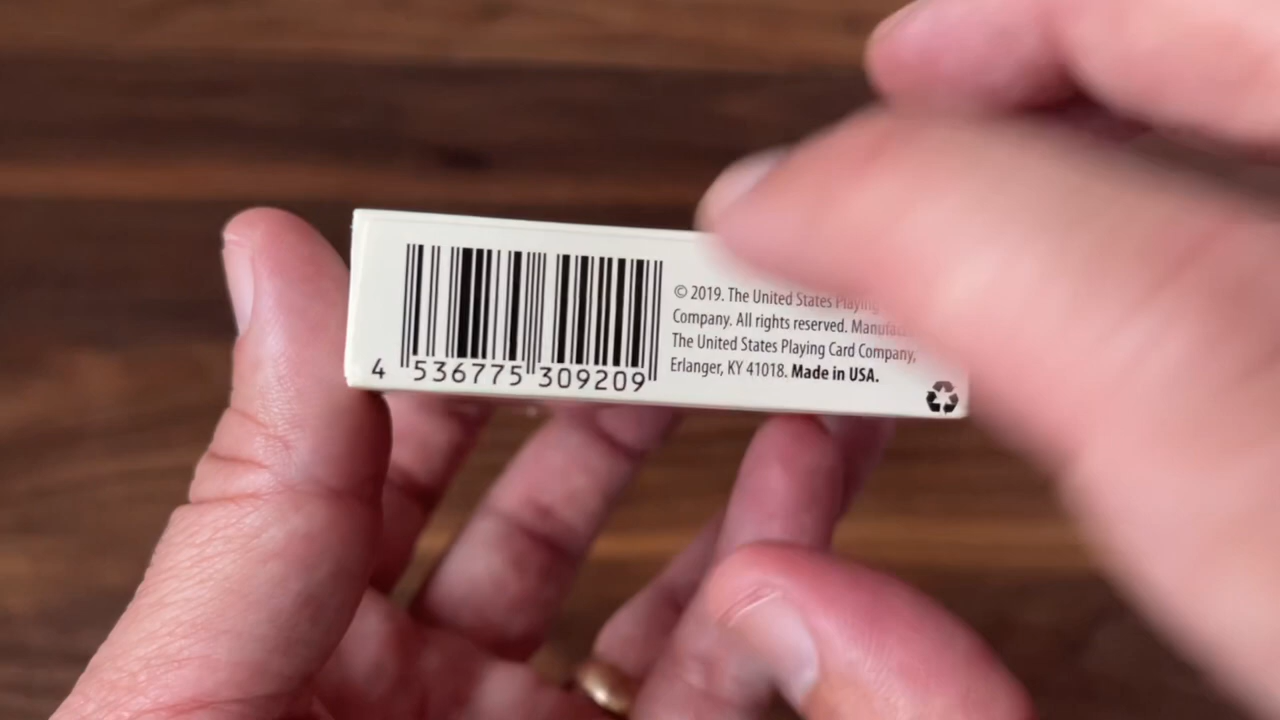 © 2019. The United States Playing
Company. All rights reserved.
The United States Playing Card Company,
Erlanger, KY 41018. Made in USA.
4 536775 309209